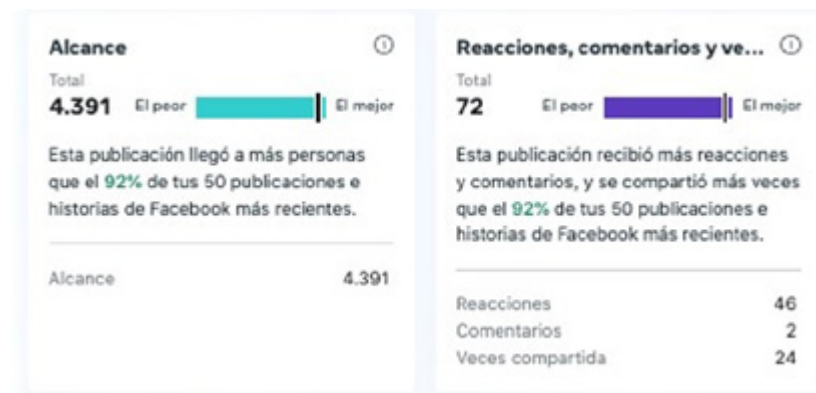 Alcance
Total
4.391 El peor El mejor
Esta publicación llegó a más personas
que el 92% de tus 50 publicaciones e
historias de Facebook más recientes.
Alcance 4.391
Reacciones, comentarios y ve...
Total
72 El peor El mejor
Esta publicación recibió más reacciones
y comentarios, y se compartió más veces
que el 92% de tus 50 publicaciones e
historias de Facebook más recientes.
Reacciones 46
Comentarios 2
Veces compartida 24